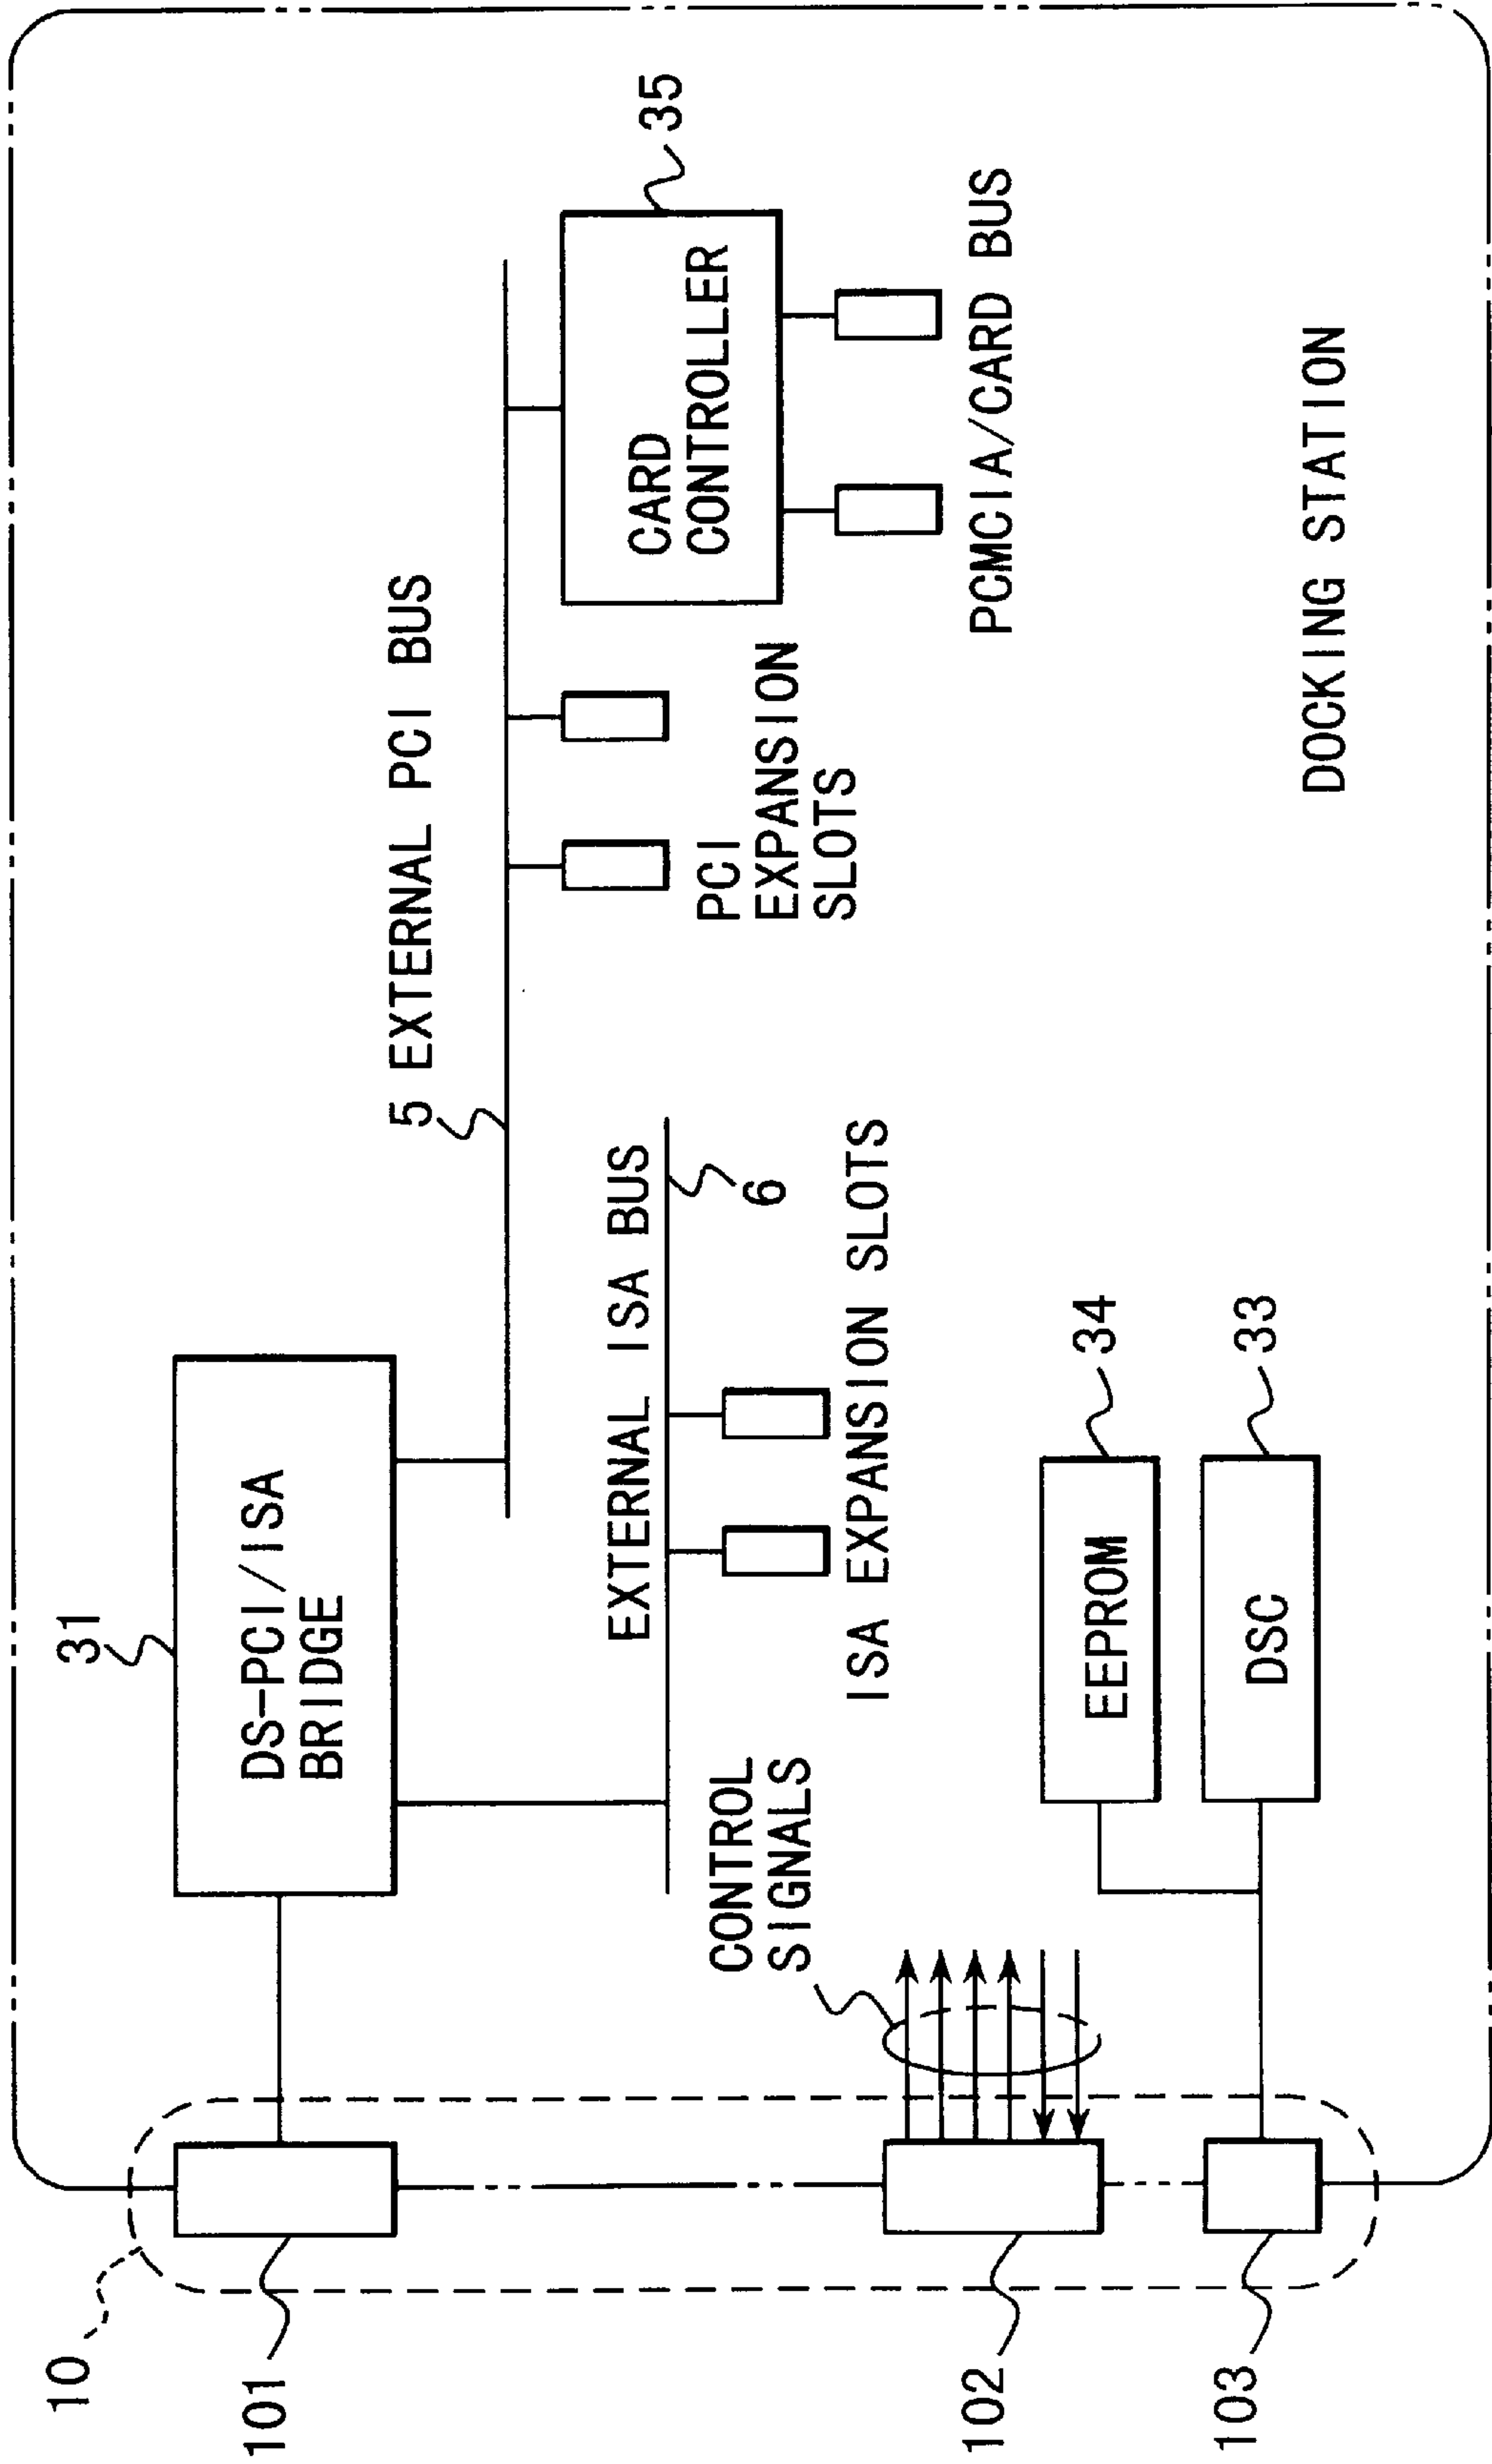 10
101
31
DS-PCI/ISA
BRIDGE
5 EXTERNAL PCI BUS
35
CARD
CONTROLLER
PCI
EXPANSION
SLOTS
PCMCIA/CARD BUS
EXTERNAL ISA BUS
6
ISA EXPANSION SLOTS
CONTROL
SIGNALS
102
EEPROM
34
DSC
33
103
DOCKING STATION